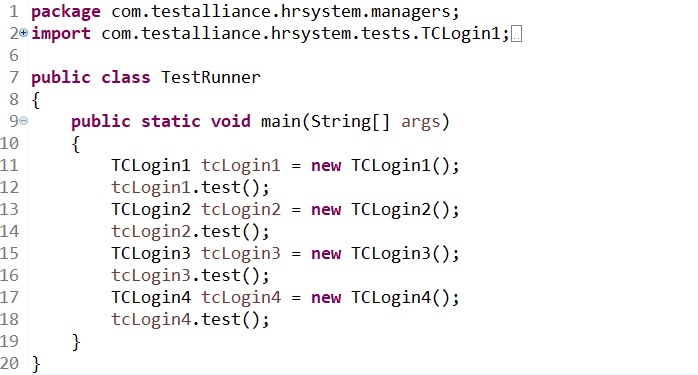 1 package com.testalliance.hrsystem.managers;
2 import com.testalliance.hrsystem.tests.TCLogin1;
6
7 public class TestRunner
8 {
9     public static void main(String[] args)
10     {
11         TCLogin1 tcLogin1 = new TCLogin1();
12         tcLogin1.test();
13         TCLogin2 tcLogin2 = new TCLogin2();
14         tcLogin2.test();
15         TCLogin3 tcLogin3 = new TCLogin3();
16         tcLogin3.test();
17         TCLogin4 tcLogin4 = new TCLogin4();
18         tcLogin4.test();
19     }
20 }